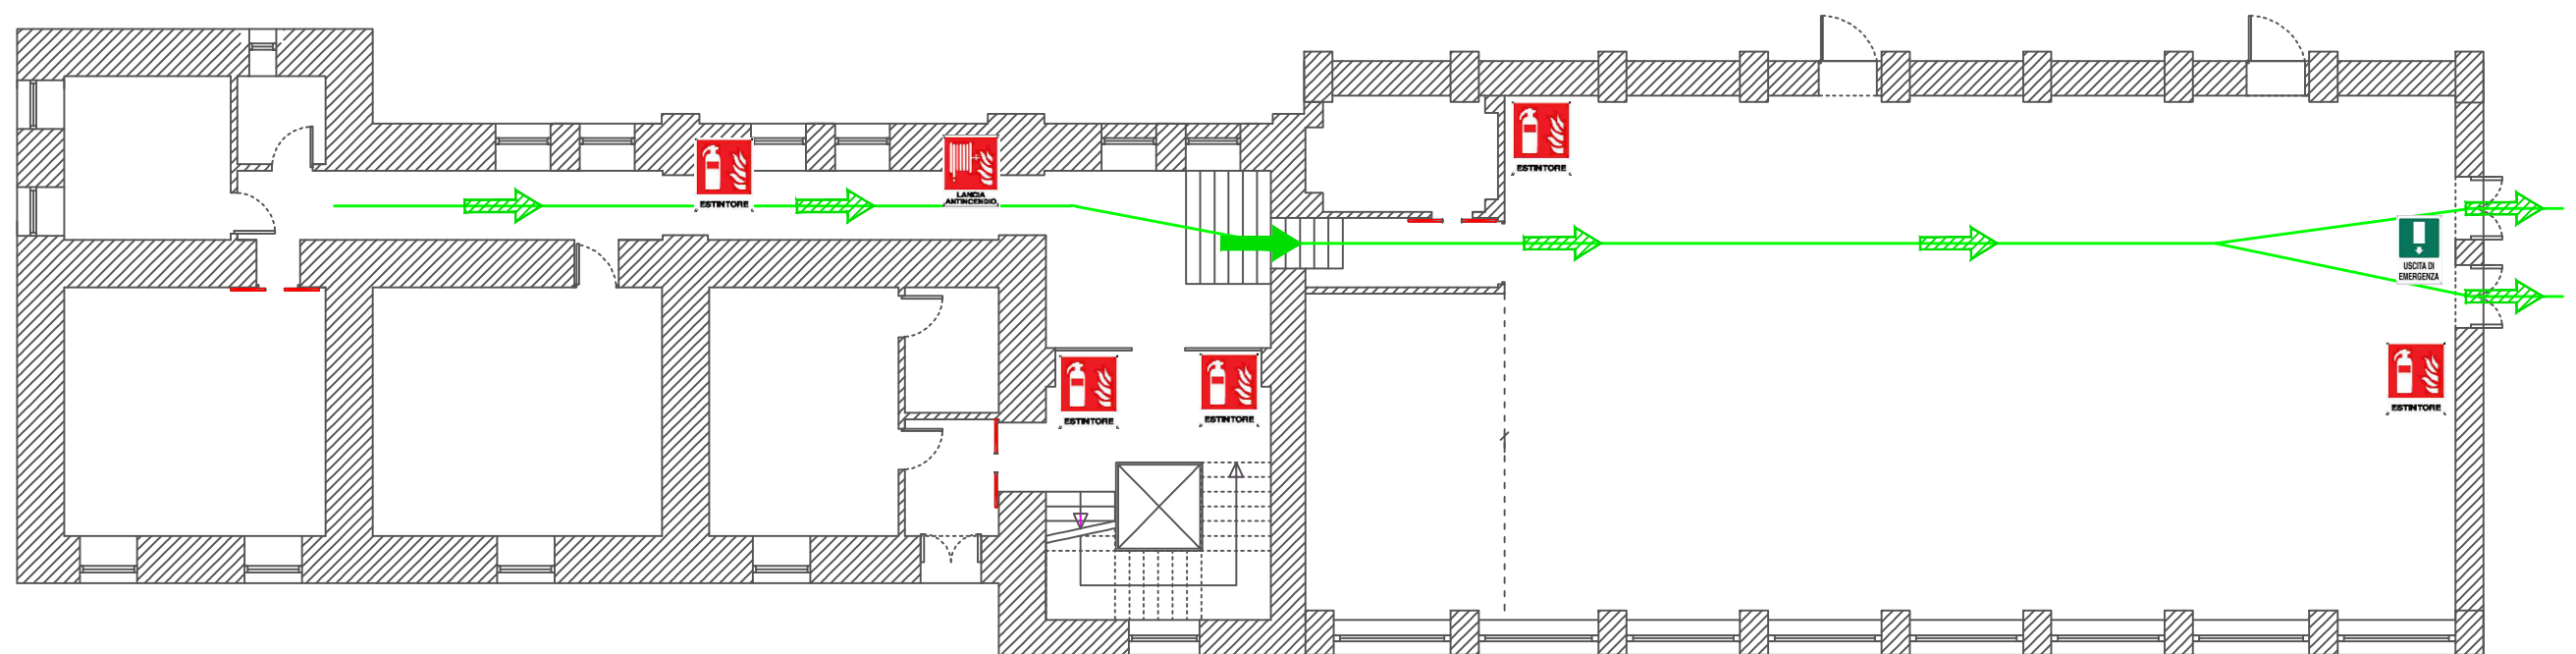 ESTINTORE
LANCIA
ANTINCENDIO
ESTINTORE
USCITA DI
EMERGENZA
ESTINTORE
ESTINTORE
ESTINTORE